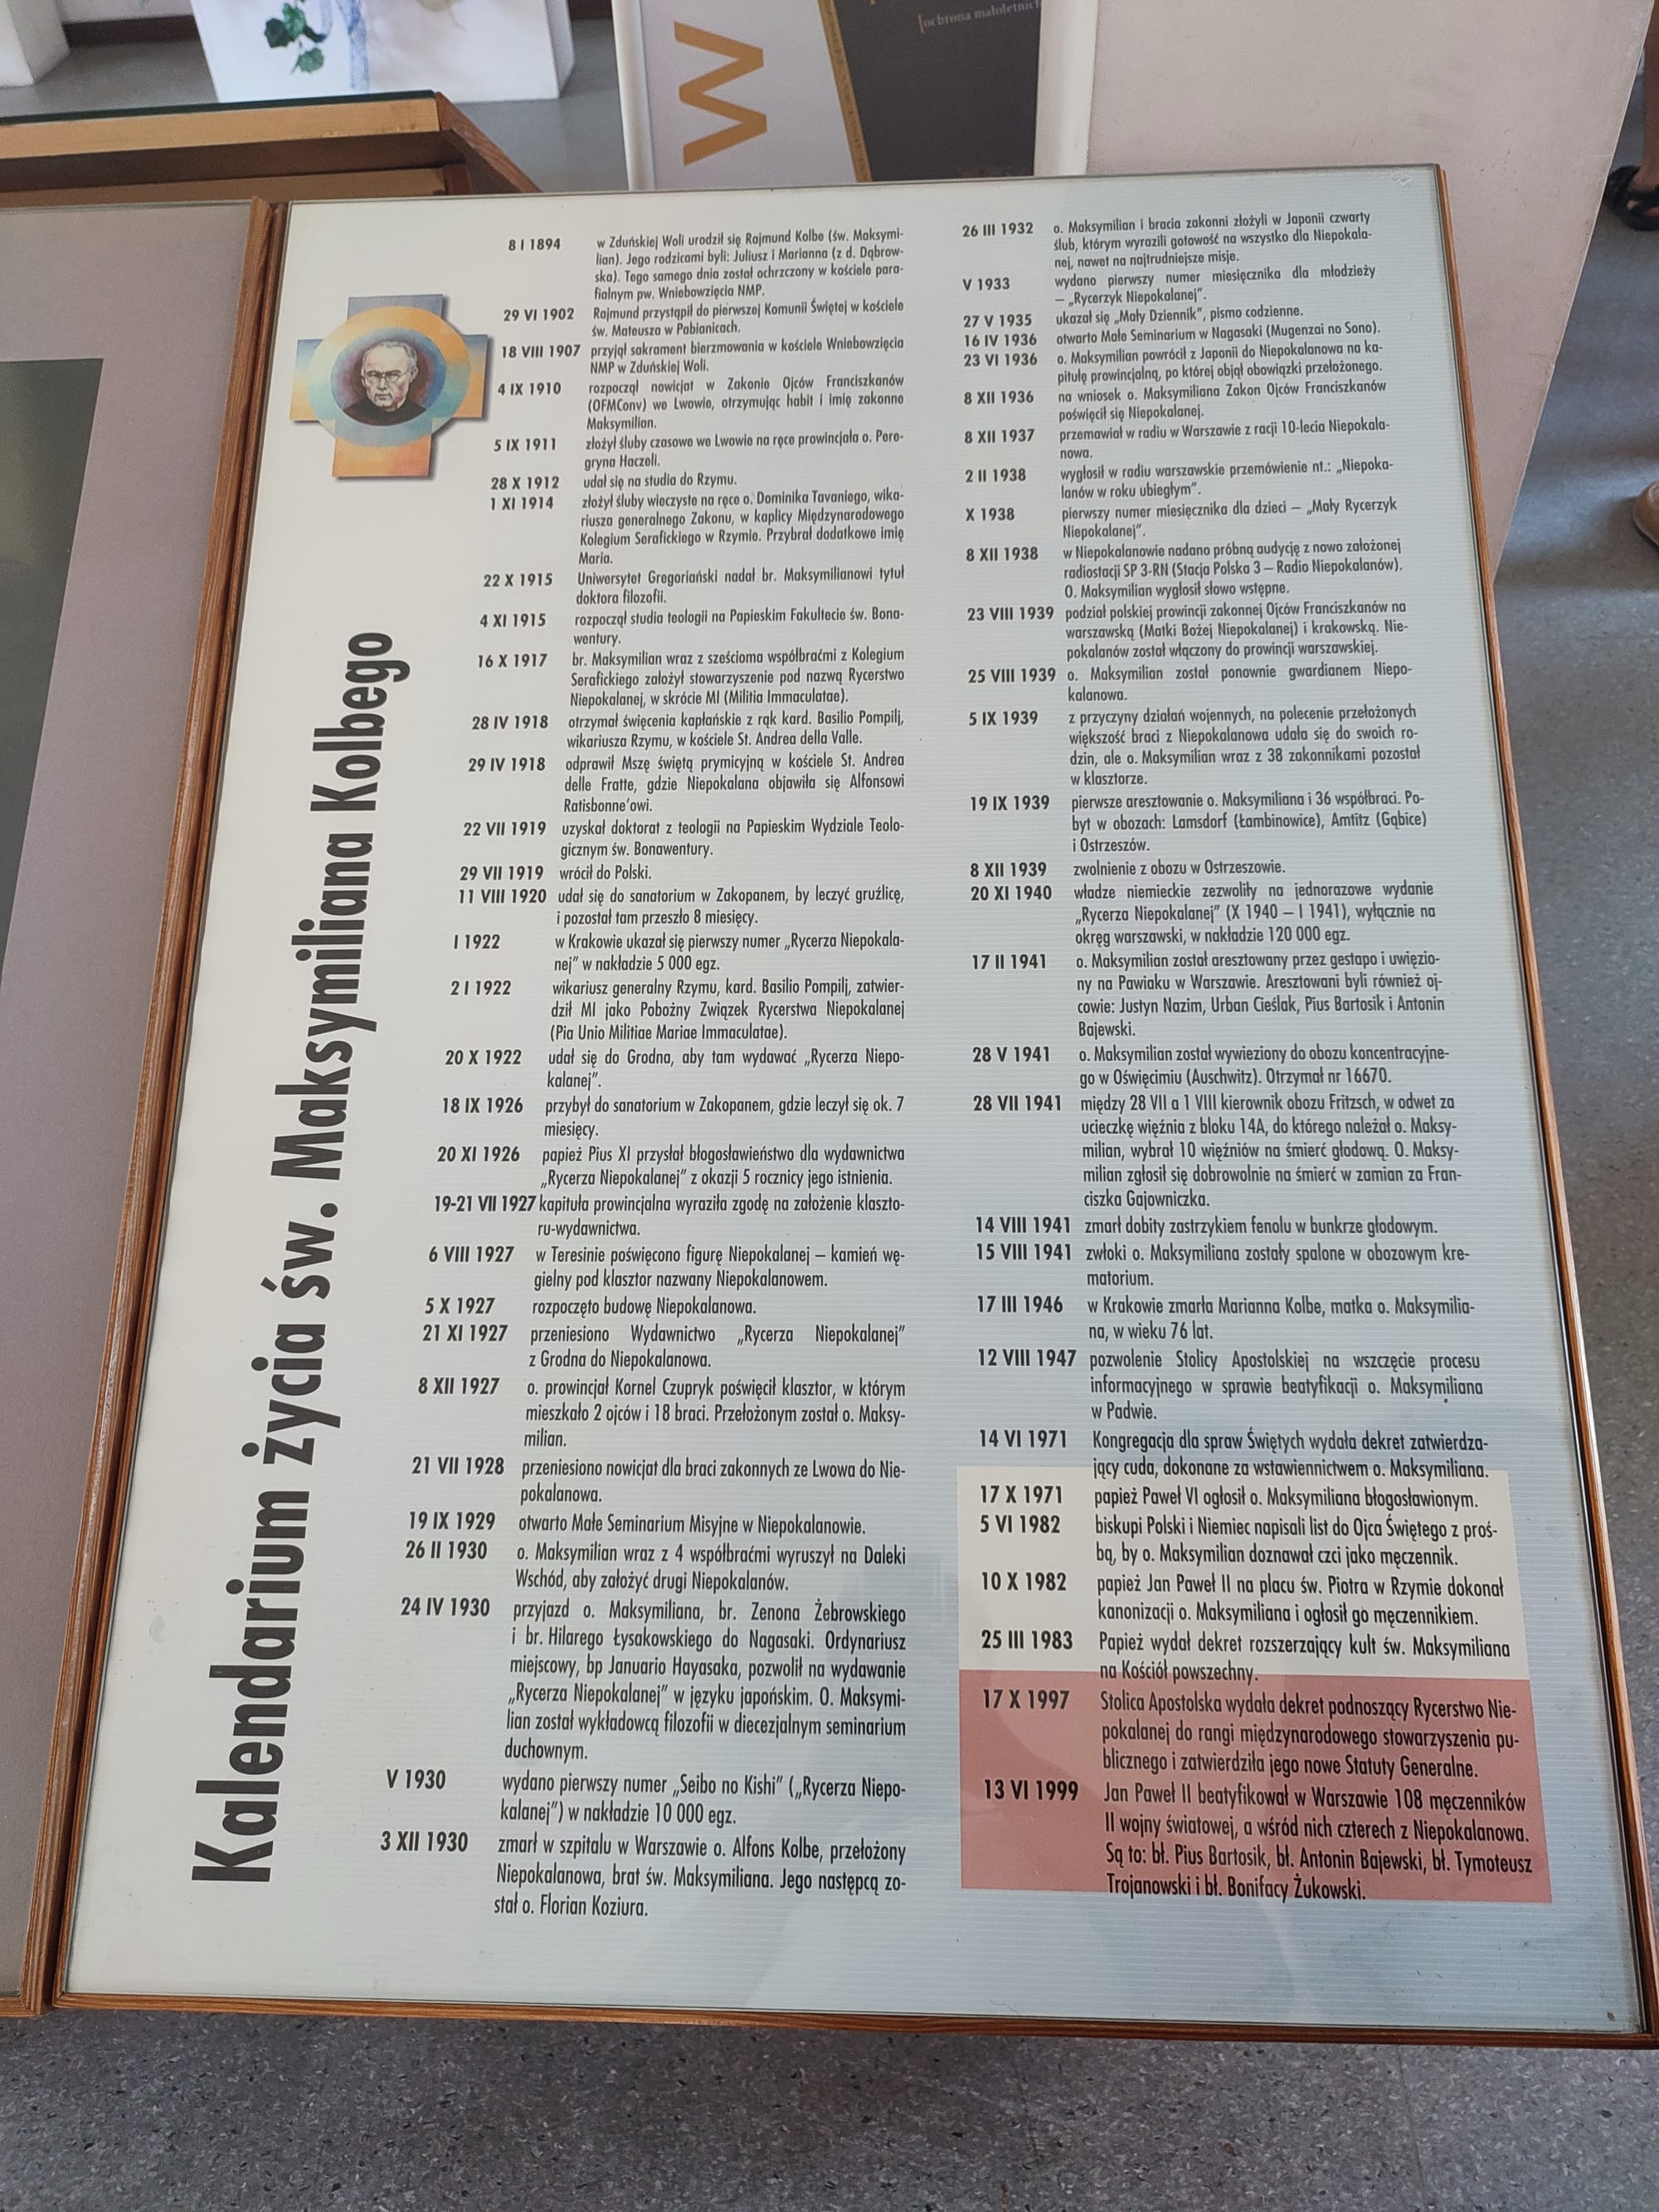 [ochrona małoletnich
W
Kalendarium życia św. Maksymiliana Kolbego
8 I 1894 w Zduńskiej Woli urodził się Rajmund Kolbe (św. Maksymi-
lian). Jego rodzicami byli: Juliusz i Marianna (z d. Dąbrow-
ska). Tego samego dnia został ochrzczony w kościele para-
fialnym pw. Wniebowzięcia NMP.
29 VI 1902 Rajmund przystąpił do pierwszej Komunii Świętej w kościele
św. Mateusza w Pabianicach.
18 VIII 1907 przyjął sakrament bierzmowania w kościele Wniebowzięcia
NMP w Zduńskiej Woli.
4 IX 1910 rozpoczął nowicjat w Zakonie Ojców Franciszkanów
(OFMConv) we Lwowie, otrzymując habit i imię zakonne
Maksymilian.
5 IX 1911 złożył śluby czasowe we Lwowie na ręce prowincjała o. Pere-
gryna Haczeli.
28 X 1912 udał się na studia do Rzymu.
1 XI 1914 złożył śluby wieczyste na ręce o. Dominika Tavaniego, wika-
riusza generalnego Zakonu, w kaplicy Międzynarodowego
Kolegium Serafickiego w Rzymie. Przybrał dodatkowe imię
Maria.
22 X 1915 Uniwersytet Gregoriański nadał br. Maksymilianowi tytuł
doktora filozofii.
4 XI 1915 rozpoczął studia teologii na Papieskim Fakultecie św. Bona-
wentury.
16 X 1917 br. Maksymilian wraz z sześcioma współbraćmi z Kolegium
Serafickiego założył stowarzyszenie pod nazwą Rycerstwo
Niepokalanej, w skrócie MI (Militia Immaculatae).
28 IV 1918 otrzymał święcenia kapłańskie z rąk kard. Basilio Pompilj,
wikariusza Rzymu, w kościele St. Andrea della Valle.
29 IV 1918 odprawił Mszę świętą prymicyjną w kościele St. Andrea
delle Fratte, gdzie Niepokalana objawiła się Alfonsowi
Ratisbonne'owi.
22 VII 1919 uzyskał doktorat z teologii na Papieskim Wydziale Teolo-
gicznym św. Bonawentury.
29 VII 1919 wrócił do Polski.
11 VIII 1920 udał się do sanatorium w Zakopanem, by leczyć gruźlicę,
i pozostał tam przeszło 8 miesięcy.
I 1922 w Krakowie ukazał się pierwszy numer „Rycerza Niepokala-
nej” w nakładzie 5 000 egz.
2 I 1922 wikariusz generalny Rzymu, kard. Basilio Pompilj, zatwier-
dził MI jako Pobożny Związek Rycerstwa Niepokalanej
(Pia Unio Militiae Mariae Immaculatae).
20 X 1922 udał się do Grodna, aby tam wydawać „Rycerza Niepo-
kalanej”.
18 IX 1926 przybył do sanatorium w Zakopanem, gdzie leczył się ok. 7
miesięcy.
20 XI 1926 papież Pius XI przysłał błogosławieństwo dla wydawnictwa
„Rycerza Niepokalanej” z okazji 5 rocznicy jego istnienia.
19-21 VII 1927 kapituła prowincjalna wyraziła zgodę na założenie klaszto-
ru-wydawnictwa.
6 VIII 1927 w Teresinie poświęcono figurę Niepokalanej – kamień wę-
gielny pod klasztor nazwany Niepokalanowem.
5 X 1927 rozpoczęto budowę Niepokalanowa.
21 XI 1927 przeniesiono Wydawnictwo „Rycerza Niepokalanej”
z Grodna do Niepokalanowa.
8 XII 1927 o. prowincjał Kornel Czupryk poświęcił klasztor, w którym
mieszkało 2 ojców i 18 braci. Przełożonym został o. Maksy-
milian.
21 VII 1928 przeniesiono nowicjat dla braci zakonnych ze Lwowa do Nie-
pokalanowa.
19 IX 1929 otwarto Małe Seminarium Misyjne w Niepokalanowie.
26 II 1930 o. Maksymilian wraz z 4 współbraćmi wyruszył na Daleki
Wschód, aby założyć drugi Niepokalanów.
24 IV 1930 przyjazd o. Maksymiliana, br. Zenona Żebrowskiego
i br. Hilarego Łysakowskiego do Nagasaki. Ordynariusz
miejscowy, bp Januario Hayasaka, pozwolił na wydawanie
„Rycerza Niepokalanej” w języku japońskim. O. Maksymi-
lian został wykładowcą filozofii w diecezjalnym seminarium
duchownym.
V 1930 wydano pierwszy numer „Seibo no Kishi” („Rycerza Niepo-
kalanej”) w nakładzie 10 000 egz.
3 XII 1930 zmarł w szpitalu w Warszawie o. Alfons Kolbe, przełożony
Niepokalanowa, brat św. Maksymiliana. Jego następcą zo-
stał o. Florian Koziura.
26 III 1932 o. Maksymilian i bracia zakonni złożyli w Japonii czwarty
ślub, którym wyrazili gotowość na wszystko dla Niepokala-
nej, nawet na najtrudniejsze misje.
V 1933 wydano pierwszy numer miesięcznika dla młodzieży
– „Rycerzyk Niepokalanej”.
27 V 1935 ukazał się „Mały Dziennik”, pismo codzienne.
16 IV 1936 otwarto Małe Seminarium w Nagasaki (Mugenzai no Sono).
23 VI 1936 o. Maksymilian powrócił z Japonii do Niepokalanowa na ka-
pitułę prowincjalną, po której objął obowiązki przełożonego.
8 XII 1936 na wniosek o. Maksymiliana Zakon Ojców Franciszkanów
poświęcił się Niepokalanej.
8 XII 1937 przemawiał w radiu w Warszawie z racji 10-lecia Niepokala-
nowa.
2 II 1938 wygłosił w radiu warszawskie przemówienie nt.: „Niepoka-
lanów w roku ubiegłym”.
X 1938 pierwszy numer miesięcznika dla dzieci – „Mały Rycerzyk
Niepokalanej”.
8 XII 1938 w Niepokalanowie nadano próbną audycję z nowo założonej
radiostacji SP 3-RN (Stacja Polska 3 – Radio Niepokalanów).
O. Maksymilian wygłosił słowo wstępne.
23 VIII 1939 podział polskiej prowincji zakonnej Ojców Franciszkanów na
warszawską (Matki Bożej Niepokalanej) i krakowską. Nie-
pokalanów został włączony do prowincji warszawskiej.
25 VIII 1939 o. Maksymilian został ponownie gwardianem Niepo-
kalanowa.
5 IX 1939 z przyczyny działań wojennych, na polecenie przełożonych
większość braci z Niepokalanowa udała się do swoich ro-
dzin, ale o. Maksymilian wraz z 38 zakonnikami pozostał
w klasztorze.
19 IX 1939 pierwsze aresztowanie o. Maksymiliana i 36 współbraci. Po-
byt w obozach: Lamsdorf (Łambinowice), Amtitz (Gąbice)
i Ostrzeszów.
8 XII 1939 zwolnienie z obozu w Ostrzeszowie.
20 XI 1940 władze niemieckie zezwoliły na jednorazowe wydanie
„Rycerza Niepokalanej” (X 1940 – I 1941), wyłącznie na
okręg warszawski, w nakładzie 120 000 egz.
17 II 1941 o. Maksymilian został aresztowany przez gestapo i uwięzio-
ny na Pawiaku w Warszawie. Aresztowani byli również oj-
cowie: Justyn Nazim, Urban Cieślak, Pius Bartosik i Antonin
Bajewski.
28 V 1941 o. Maksymilian został wywieziony do obozu koncentracyjne-
go w Oświęcimiu (Auschwitz). Otrzymał nr 16670.
28 VII 1941 między 28 VII a 1 VIII kierownik obozu Fritzsch, w odwet za
ucieczkę więźnia z bloku 14A, do którego należał o. Maksy-
milian, wybrał 10 więźniów na śmierć głodową. O. Maksy-
milian zgłosił się dobrowolnie na śmierć w zamian za Fran-
ciszka Gajowniczka.
14 VIII 1941 zmarł dobity zastrzykiem fenolu w bunkrze głodowym.
15 VIII 1941 zwłoki o. Maksymiliana zostały spalone w obozowym kre-
matorium.
17 III 1946 w Krakowie zmarła Marianna Kolbe, matka o. Maksymilia-
na, w wieku 76 lat.
12 VIII 1947 pozwolenie Stolicy Apostolskiej na wszczęcie procesu
informacyjnego w sprawie beatyfikacji o. Maksymiliana
w Padwie.
14 VI 1971 Kongregacja dla spraw Świętych wydała dekret zatwierdza-
jący cuda, dokonane za wstawiennictwem o. Maksymiliana.
17 X 1971 papież Paweł VI ogłosił o. Maksymiliana błogosławionym.
5 VI 1982 biskupi Polski i Niemiec napisali list do Ojca Świętego z proś-
bą, by o. Maksymilian doznawał czci jako męczennik.
10 X 1982 papież Jan Paweł II na placu św. Piotra w Rzymie dokonał
kanonizacji o. Maksymiliana i ogłosił go męczennikiem.
25 III 1983 Papież wydał dekret rozszerzający kult św. Maksymiliana
na Kościół powszechny.
17 X 1997 Stolica Apostolska wydała dekret podnoszący Rycerstwo Nie-
pokalanej do rangi międzynarodowego stowarzyszenia pu-
blicznego i zatwierdziła jego nowe Statuty Generalne.
13 VI 1999 Jan Paweł II beatyfikował w Warszawie 108 męczenników
II wojny światowej, a wśród nich czterech z Niepokalanowa.
Są to: bł. Pius Bartosik, bł. Antonin Bajewski, bł. Tymoteusz
Trojanowski i bł. Bonifacy Żukowski.